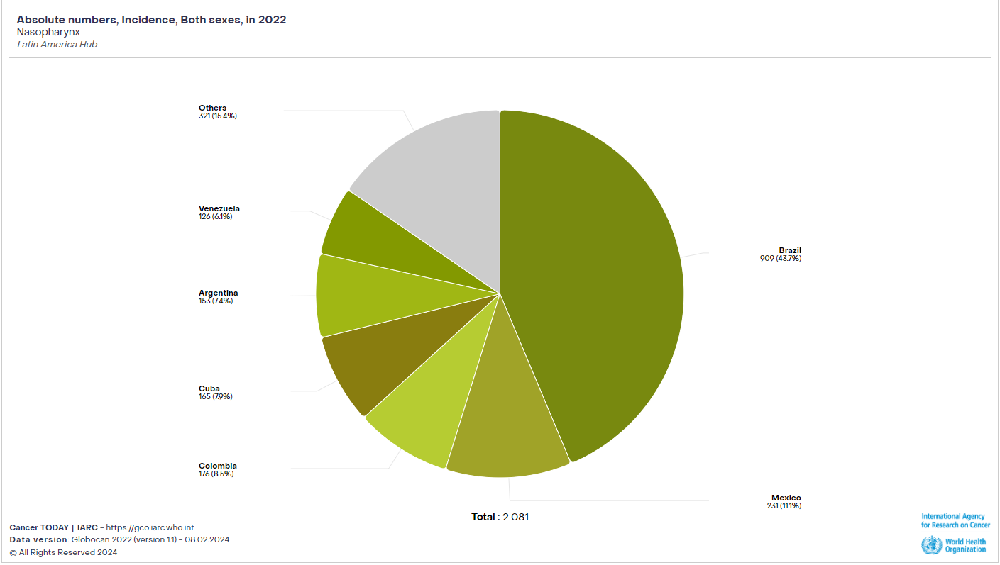 Absolute numbers, Incidence, Both sexes, in 2022
Nasopharynx
Latin America Hub
Others
321 (15.4%)
Venezuela
126 (6.1%)
Brazil
909 (43.7%)
Argentina
153 (7.4%)
Cuba
165 (7.9%)
Colombia
176 (8.5%)
Mexico
231 (11.1%)
Total : 2 081
Cancer TODAY | IARC - https://gco.iarc.who.int
Data version: Globocan 2022 (version 1.1) - 08.02.2024
© All Rights Reserved 2024
International Agency
for Research on Cancer
World Health
Organization